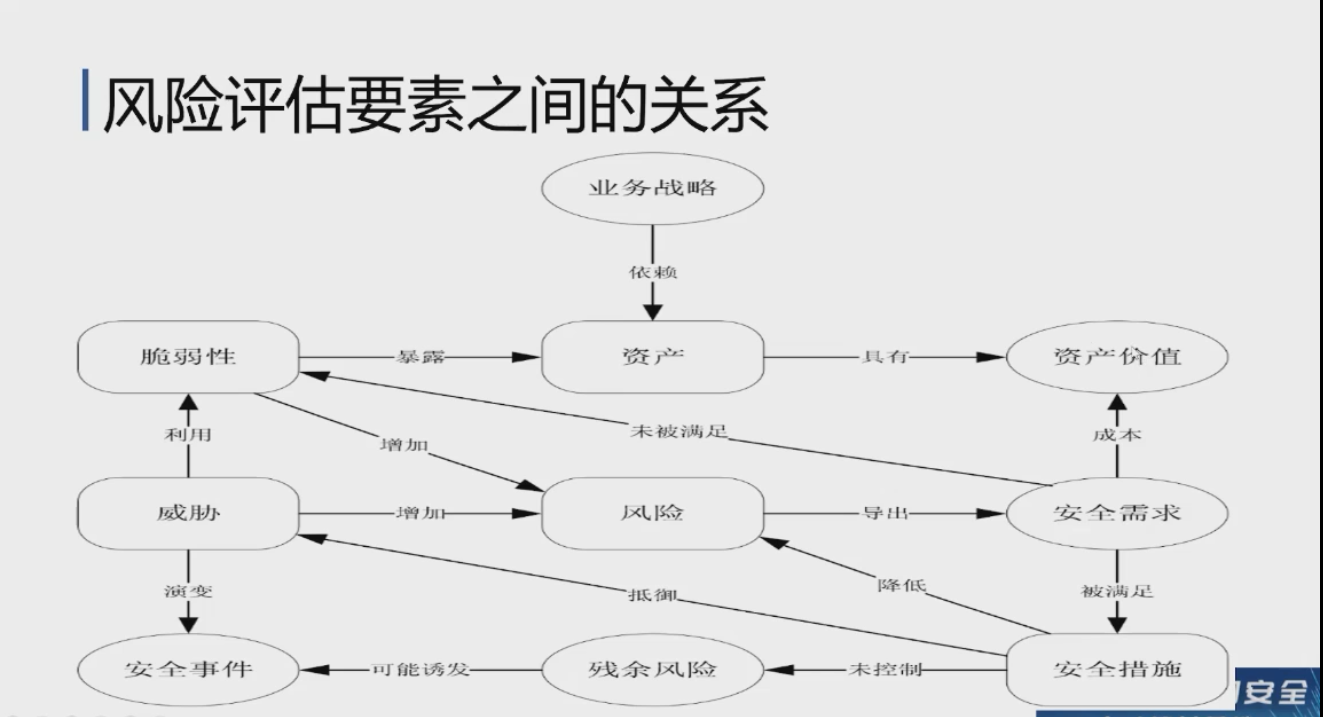 风险评估要素之间的关系
业务战略
依赖
脆弱性
暴露
资产
具有
资产价值
利用
增加
未被满足
成本
威胁
增加
风险
导出
安全需求
演变
抵御
降低
被满足
安全事件
可能诱发
残余风险
未控制
安全措施
安全